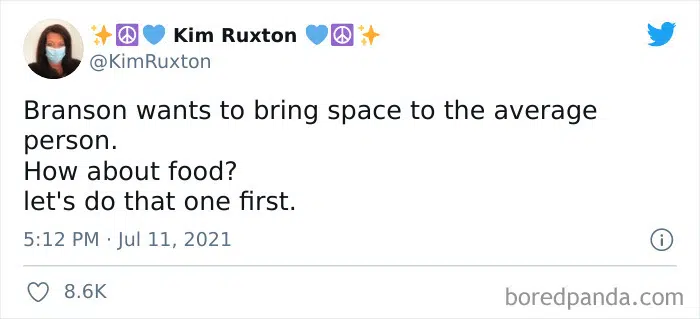 ✨☮️💙 Kim Ruxton 💙☮️✨
@KimRuxton
Branson wants to bring space to the average
person.
How about food?
let's do that one first.
5:12 PM · Jul 11, 2021
8.6K
boredpanda.com